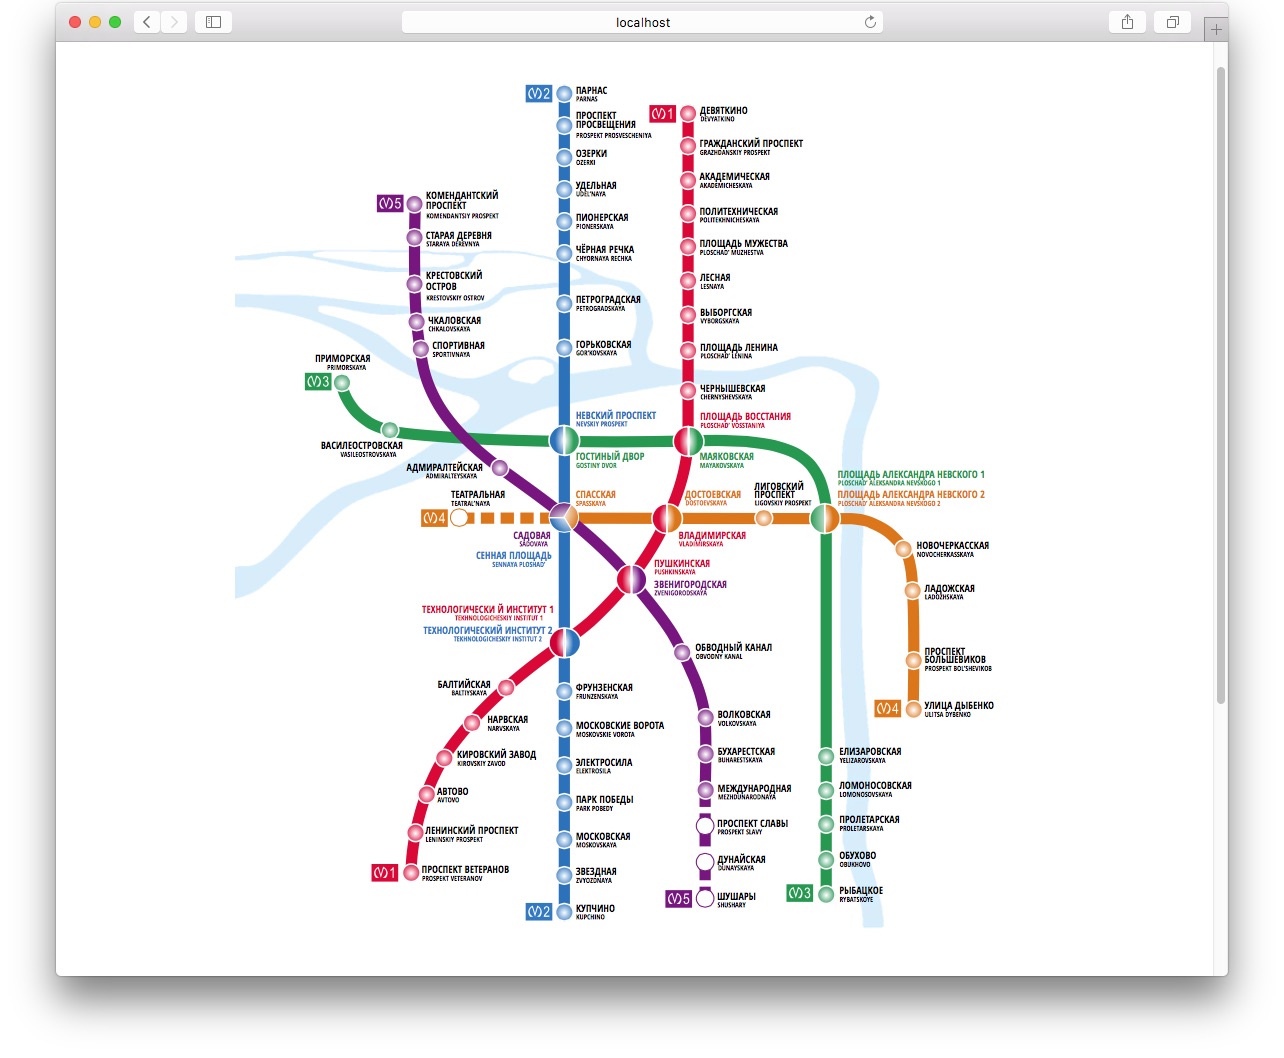 localhost
2
ПАРНАС
PARNAS
ПРОСПЕКТ
ПРОСВЕЩЕНИЯ
PROSPEKT PROSVESCHENIYA
ОЗЕРКИ
OZERKI
УДЕЛЬНАЯ
UDEL'NAYA
ПИОНЕРСКАЯ
PIONERSKAYA
ЧЁРНАЯ РЕЧКА
CHYORNAYA RECHKA
ПЕТРОГРАДСКАЯ
PETROGRADSKAYA
ГОРЬКОВСКАЯ
GOR'KOVSKAYA
1
ДЕВЯТКИНО
DEVYATKINO
ГРАЖДАНСКИЙ ПРОСПЕКТ
GRAZHDANSKIY PROSPEKT
АКАДЕМИЧЕСКАЯ
AKADEMICHESKAYA
ПОЛИТЕХНИЧЕСКАЯ
POLITEKHNICHESKAYA
ПЛОЩАДЬ МУЖЕСТВА
PLOSCHAD' MUZHESTVA
ЛЕСНАЯ
LESNAYA
ВЫБОРГСКАЯ
VYBORGSKAYA
ПЛОЩАДЬ ЛЕНИНА
PLOSCHAD' LENINA
ЧЕРНЫШЕВСКАЯ
CHERNYSHEVSKAYA
5
КОМЕНДАНТСКИЙ
ПРОСПЕКТ
KOMENDANTSIY PROSPEKT
СТАРАЯ ДЕРЕВНЯ
STARAYA DEREVNYA
КРЕСТОВСКИЙ
ОСТРОВ
KRESTOVSKIY OSTROV
ЧКАЛОВСКАЯ
CHKALOVSKAYA
СПОРТИВНАЯ
SPORTIVNAYA
ПРИМОРСКАЯ
PRIMORSKAYA
3
ВАСИЛЕОСТРОВСКАЯ
VASILEOSTROVSKAYA
НЕВСКИЙ ПРОСПЕКТ
NEVSKIY PROSPEKT
ГОСТИНЫЙ ДВОР
GOSTINY DVOR
ПЛОЩАДЬ ВОССТАНИЯ
PLOSCHAD' VOSSTANIYA
МАЯКОВСКАЯ
MAYAKOVSKAYA
АДМИРАЛТЕЙСКАЯ
ADMIRALTEYSKAYA
ТЕАТРАЛЬНАЯ
TEATRAL'NAYA
4
СПАССКАЯ
SPASSKAYA
ДОСТОЕВСКАЯ
DOSTOEVSKAYA
ЛИГОВСКИЙ
ПРОСПЕКТ
LIGOVSKIY PROSPEKT
ПЛОЩАДЬ АЛЕКСАНДРА НЕВСКОГО 1
PLOSCHAD' ALEKSANDRA NEVSKOGO 1
ПЛОЩАДЬ АЛЕКСАНДРА НЕВСКОГО 2
PLOSCHAD' ALEKSANDRA NEVSKOGO 2
САДОВАЯ
SADOVAYA
СЕННАЯ ПЛОЩАДЬ
SENNAYA PLOSHAD'
ВЛАДИМИРСКАЯ
VLADIMIRSKAYA
ПУШКИНСКАЯ
PUSHKINSKAYA
ЗВЕНИГОРОДСКАЯ
ZVENIGORODSKAYA
НОВОЧЕРКАССКАЯ
NOVOCHERKASSKAYA
ЛАДОЖСКАЯ
LADOZHSKAYA
ПРОСПЕКТ
БОЛЬШЕВИКОВ
PROSPEKT BOL'SHEVIKOB
4
УЛИЦА ДЫБЕНКО
ULITSA DYBENKO
ТЕХНОЛОГИЧЕСКИ Й ИНСТИТУТ 1
TEKHNOLOGICHESKIY INSTITUT 1
ТЕХНОЛОГИЧЕСКИЙ ИНСТИТУТ 2
TEKHNOLOGICHESKIY INSTITUT 2
ОБВОДНЫЙ КАНАЛ
OBVODNY KANAL
БАЛТИЙСКАЯ
BALTIYSKAYA
НАРВСКАЯ
NARVSKAYA
КИРОВСКИЙ ЗАВОД
KIROVSKIY ZAVOD
АВТОВО
AVTOVO
ЛЕНИНСКИЙ ПРОСПЕКТ
LENINSKIY PROSPEKT
1
ПРОСПЕКТ ВЕТЕРАНОВ
PROSPEKT VETERANOV
ФРУНЗЕНСКАЯ
FRUNZENSKAYA
МОСКОВСКИЕ ВОРОТА
MOSKOVSKIE VOROTA
ЭЛЕКТРОСИЛА
ELEKTROSILA
ПАРК ПОБЕДЫ
PARK POBEDY
МОСКОВСКАЯ
MOSKOVSKAYA
ЗВЕЗДНАЯ
ZVYOZDNAYA
2
КУПЧИНО
KUPCHINO
ВОЛКОВСКАЯ
VOLKOVSKAYA
БУХАРЕСТСКАЯ
BUHARESTSKAYA
МЕЖДУНАРОДНАЯ
MEZHDUNARODNAYA
ПРОСПЕКТ СЛАВЫ
PROSPEKT SLAVY
ДУНАЙСКАЯ
DUNAYSKAYA
5
ШУШАРЫ
SHUSHARY
ЕЛИЗАРОВСКАЯ
YELIZAROVSKAYA
ЛОМОНОСОВСКАЯ
LOMONOSOVSKAYA
ПРОЛЕТАРСКАЯ
PROLETARSKAYA
ОБУХОВО
OBUKHOVO
3
РЫБАЦКОЕ
RYBATSKOYE